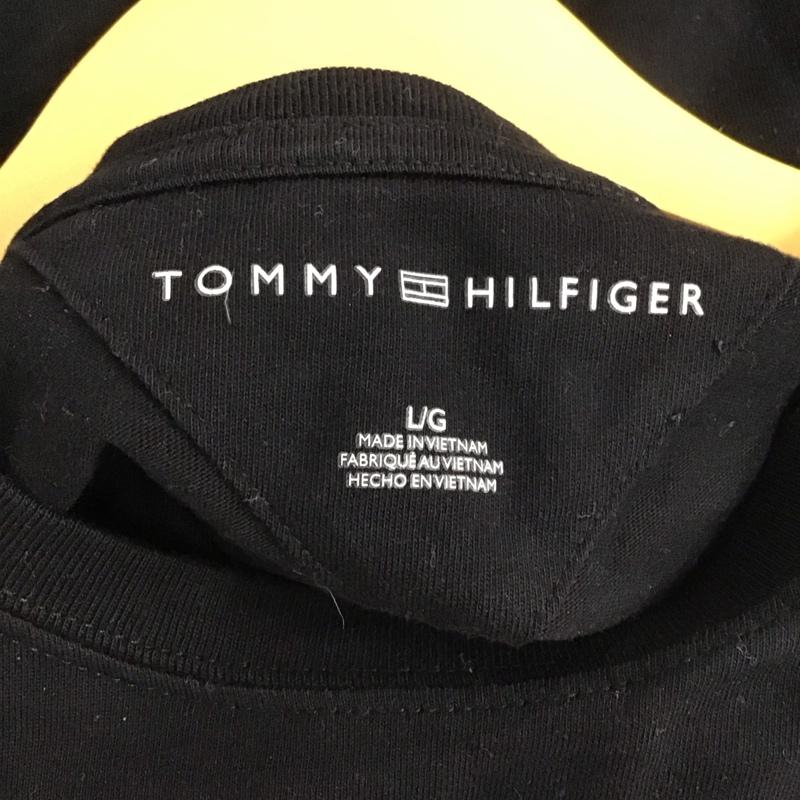 TOMMY HILFIGER
L/G
MADE IN VIETNAM
FABRIQUÉ AU VIETNAM
HECHO EN VIETNAM